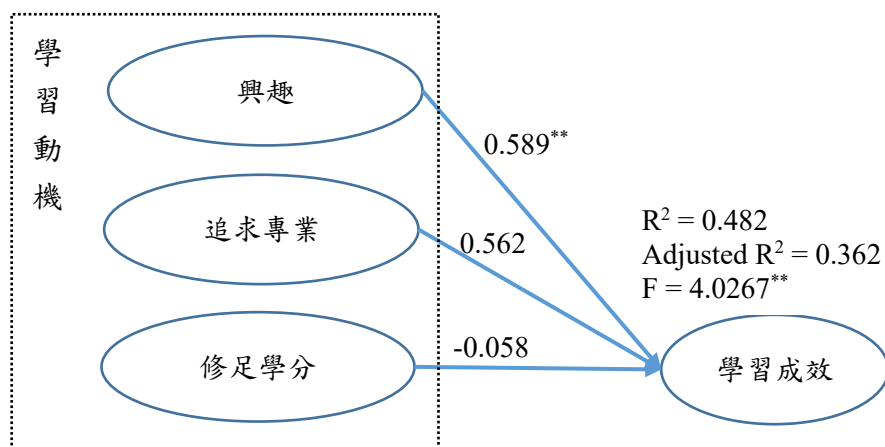 學習動機
興趣
0.589**
追求專業
0.562
R² = 0.482
Adjusted R² = 0.362
F = 4.0267**
修足學分
-0.058
學習成效